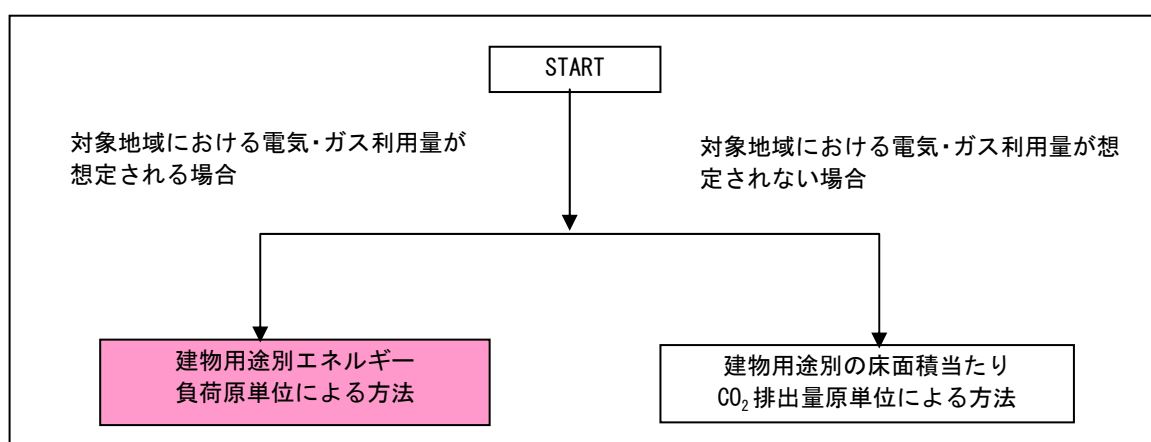 START
対象地域における電気・ガス利用量が
想定される場合
対象地域における電気・ガス利用量が想
定されない場合
建物用途別エネルギー
負荷原単位による方法
建物用途別の床面積当たり
CO₂排出量原単位による方法